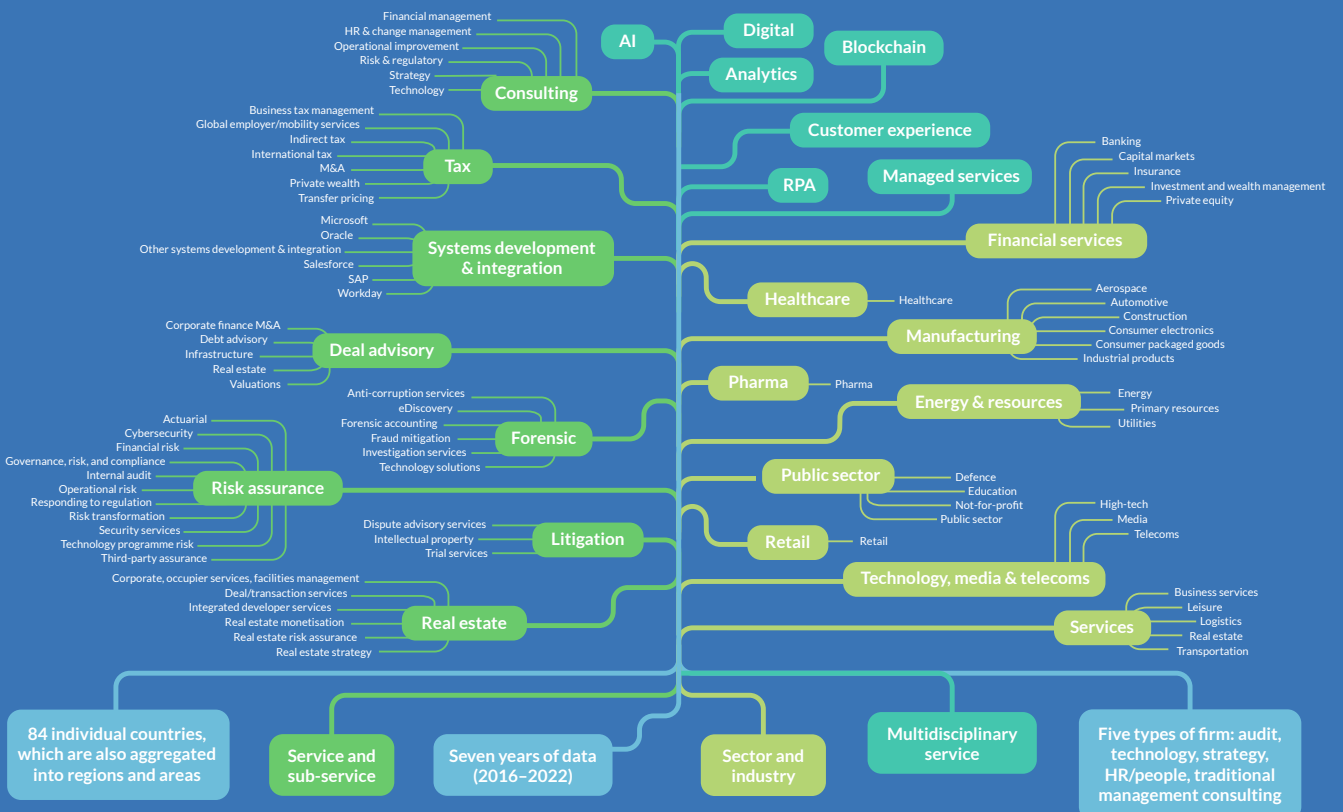 Financial management
HR & change management
Operational improvement
Risk & regulatory
Strategy
Technology
Consulting
Business tax management
Global employer/mobility services
Indirect tax
International tax
M&A
Private wealth
Transfer pricing
Tax
Microsoft
Oracle
Other systems development & integration
Salesforce
SAP
Workday
Systems development
& integration
Corporate finance M&A
Debt advisory
Infrastructure
Real estate
Valuations
Deal advisory
Anti-corruption services
eDiscovery
Forensic accounting
Fraud mitigation
Investigation services
Technology solutions
Forensic
Actuarial
Cybersecurity
Financial risk
Governance, risk, and compliance
Internal audit
Operational risk
Responding to regulation
Risk transformation
Security services
Technology programme risk
Third-party assurance
Risk assurance
Dispute advisory services
Intellectual property
Trial services
Litigation
Corporate, occupier services, facilities management
Deal/transaction services
Integrated developer services
Real estate monetisation
Real estate risk assurance
Real estate strategy
Real estate
AI
Digital
Blockchain
Analytics
Customer experience
RPA
Managed services
Banking
Capital markets
Insurance
Investment and wealth management
Private equity
Financial services
Healthcare
Healthcare
Aerospace
Automotive
Construction
Consumer electronics
Consumer packaged goods
Industrial products
Manufacturing
Pharma
Pharma
Energy & resources
Energy
Primary resources
Utilities
Public sector
Defence
Education
Not-for-profit
Public sector
Retail
Retail
High-tech
Media
Telecoms
Technology, media & telecoms
Business services
Leisure
Logistics
Real estate
Transportation
Services
84 individual countries,
which are also aggregated
into regions and areas
Service and
sub-service
Seven years of data
(2016–2022)
Sector and
industry
Multidisciplinary
service
Five types of firm: audit,
technology, strategy,
HR/people, traditional
management consulting